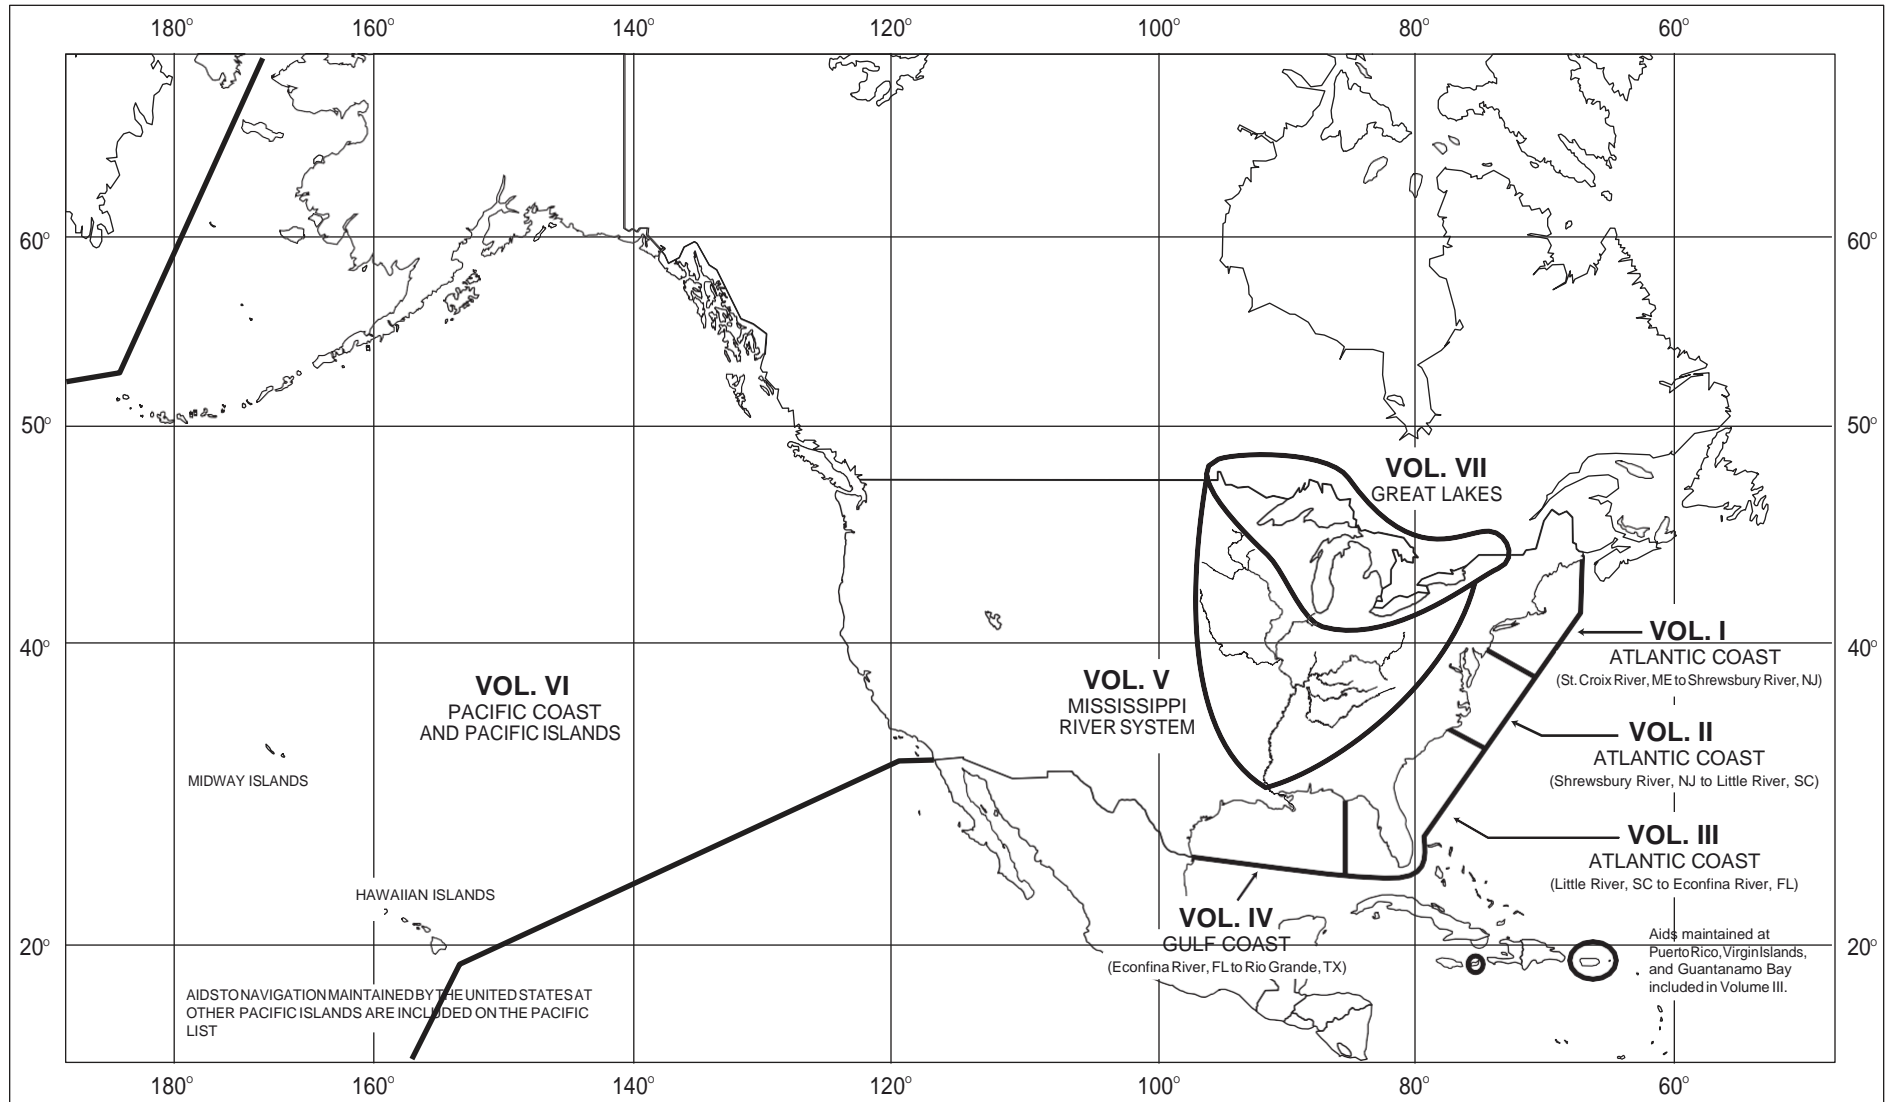 180° 160° 140° 120° 100° 80° 60°
60° 60°
50° 50°
VOL. VII
GREAT LAKES
VOL. I
40° 40°
ATLANTIC COAST
(St. Croix River, ME to Shrewsbury River, NJ)
VOL. VI
PACIFIC COAST
AND PACIFIC ISLANDS
VOL. V
MISSISSIPPI
RIVER SYSTEM
VOL. II
ATLANTIC COAST
(Shrewsbury River, NJ to Little River, SC)
MIDWAY ISLANDS
VOL. III
ATLANTIC COAST
(Little River, SC to Econfina River, FL)
HAWAIIAN ISLANDS
VOL. IV
GULF COAST
(Econfina River, FL to Rio Grande, TX)
20° 20°
Aids maintained at
Puerto Rico, Virgin Islands,
and Guantanamo Bay
included in Volume III.
AIDS TO NAVIGATION MAINTAINED BY THE UNITED STATES AT
OTHER PACIFIC ISLANDS ARE INCLUDED ON THE PACIFIC
LIST
180° 160° 140° 120° 100° 80° 60°